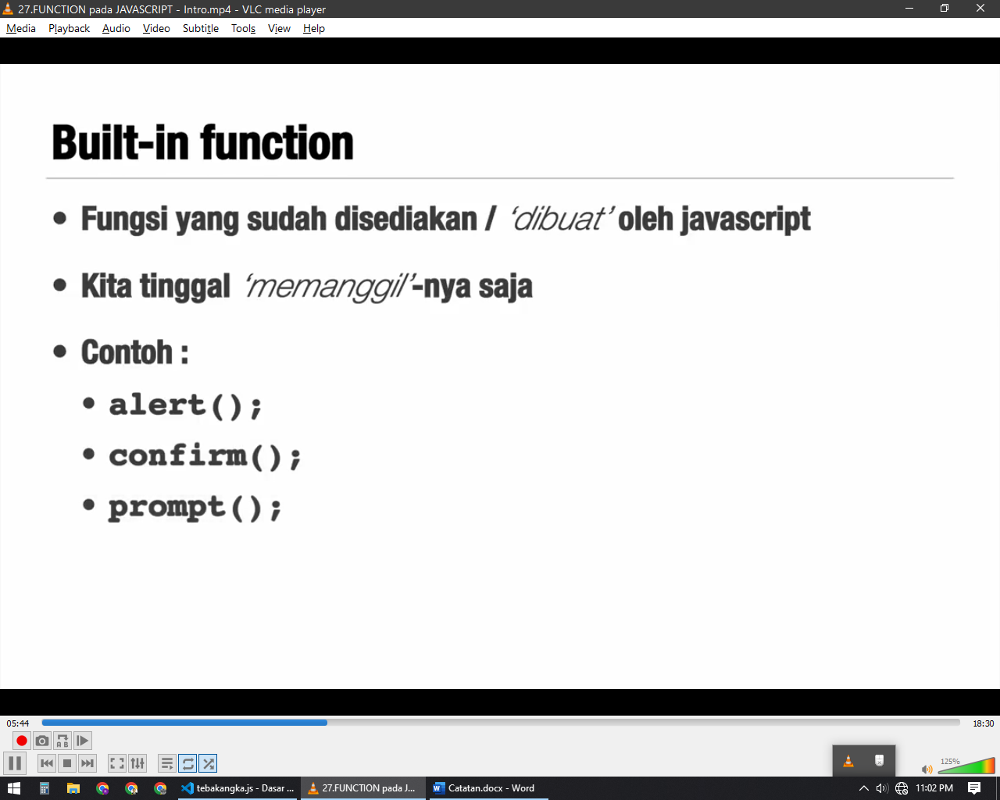 27.FUNCTION pada JAVASCRIPT - Intro.mp4 - VLC media player
Media Playback Audio Video Subtitle Tools View Help
Built-in function
• Fungsi yang sudah disediakan / ‘dibuat’ oleh javascript
• Kita tinggal ‘memanggil’-nya saja
• Contoh :
• alert();
• confirm();
• prompt();
05:44 18:30
A B
125%
tebakangka.js - Dasar ... 27.FUNCTION pada J... Catatan.docx - Word 11:02 PM